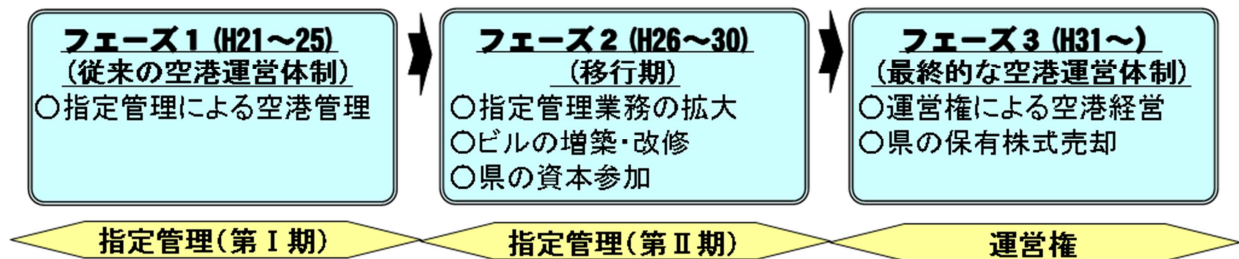 フェーズ1 (H21～25)
(従来の空港運営体制)
○指定管理による空港管理
フェーズ2 (H26～30)
(移行期)
○指定管理業務の拡大
○ビルの増築・改修
○県の資本参加
フェーズ3 (H31～)
(最終的な空港運営体制)
○運営権による空港経営
○県の保有株式売却
指定管理(第Ⅰ期)
指定管理(第Ⅱ期)
運営権